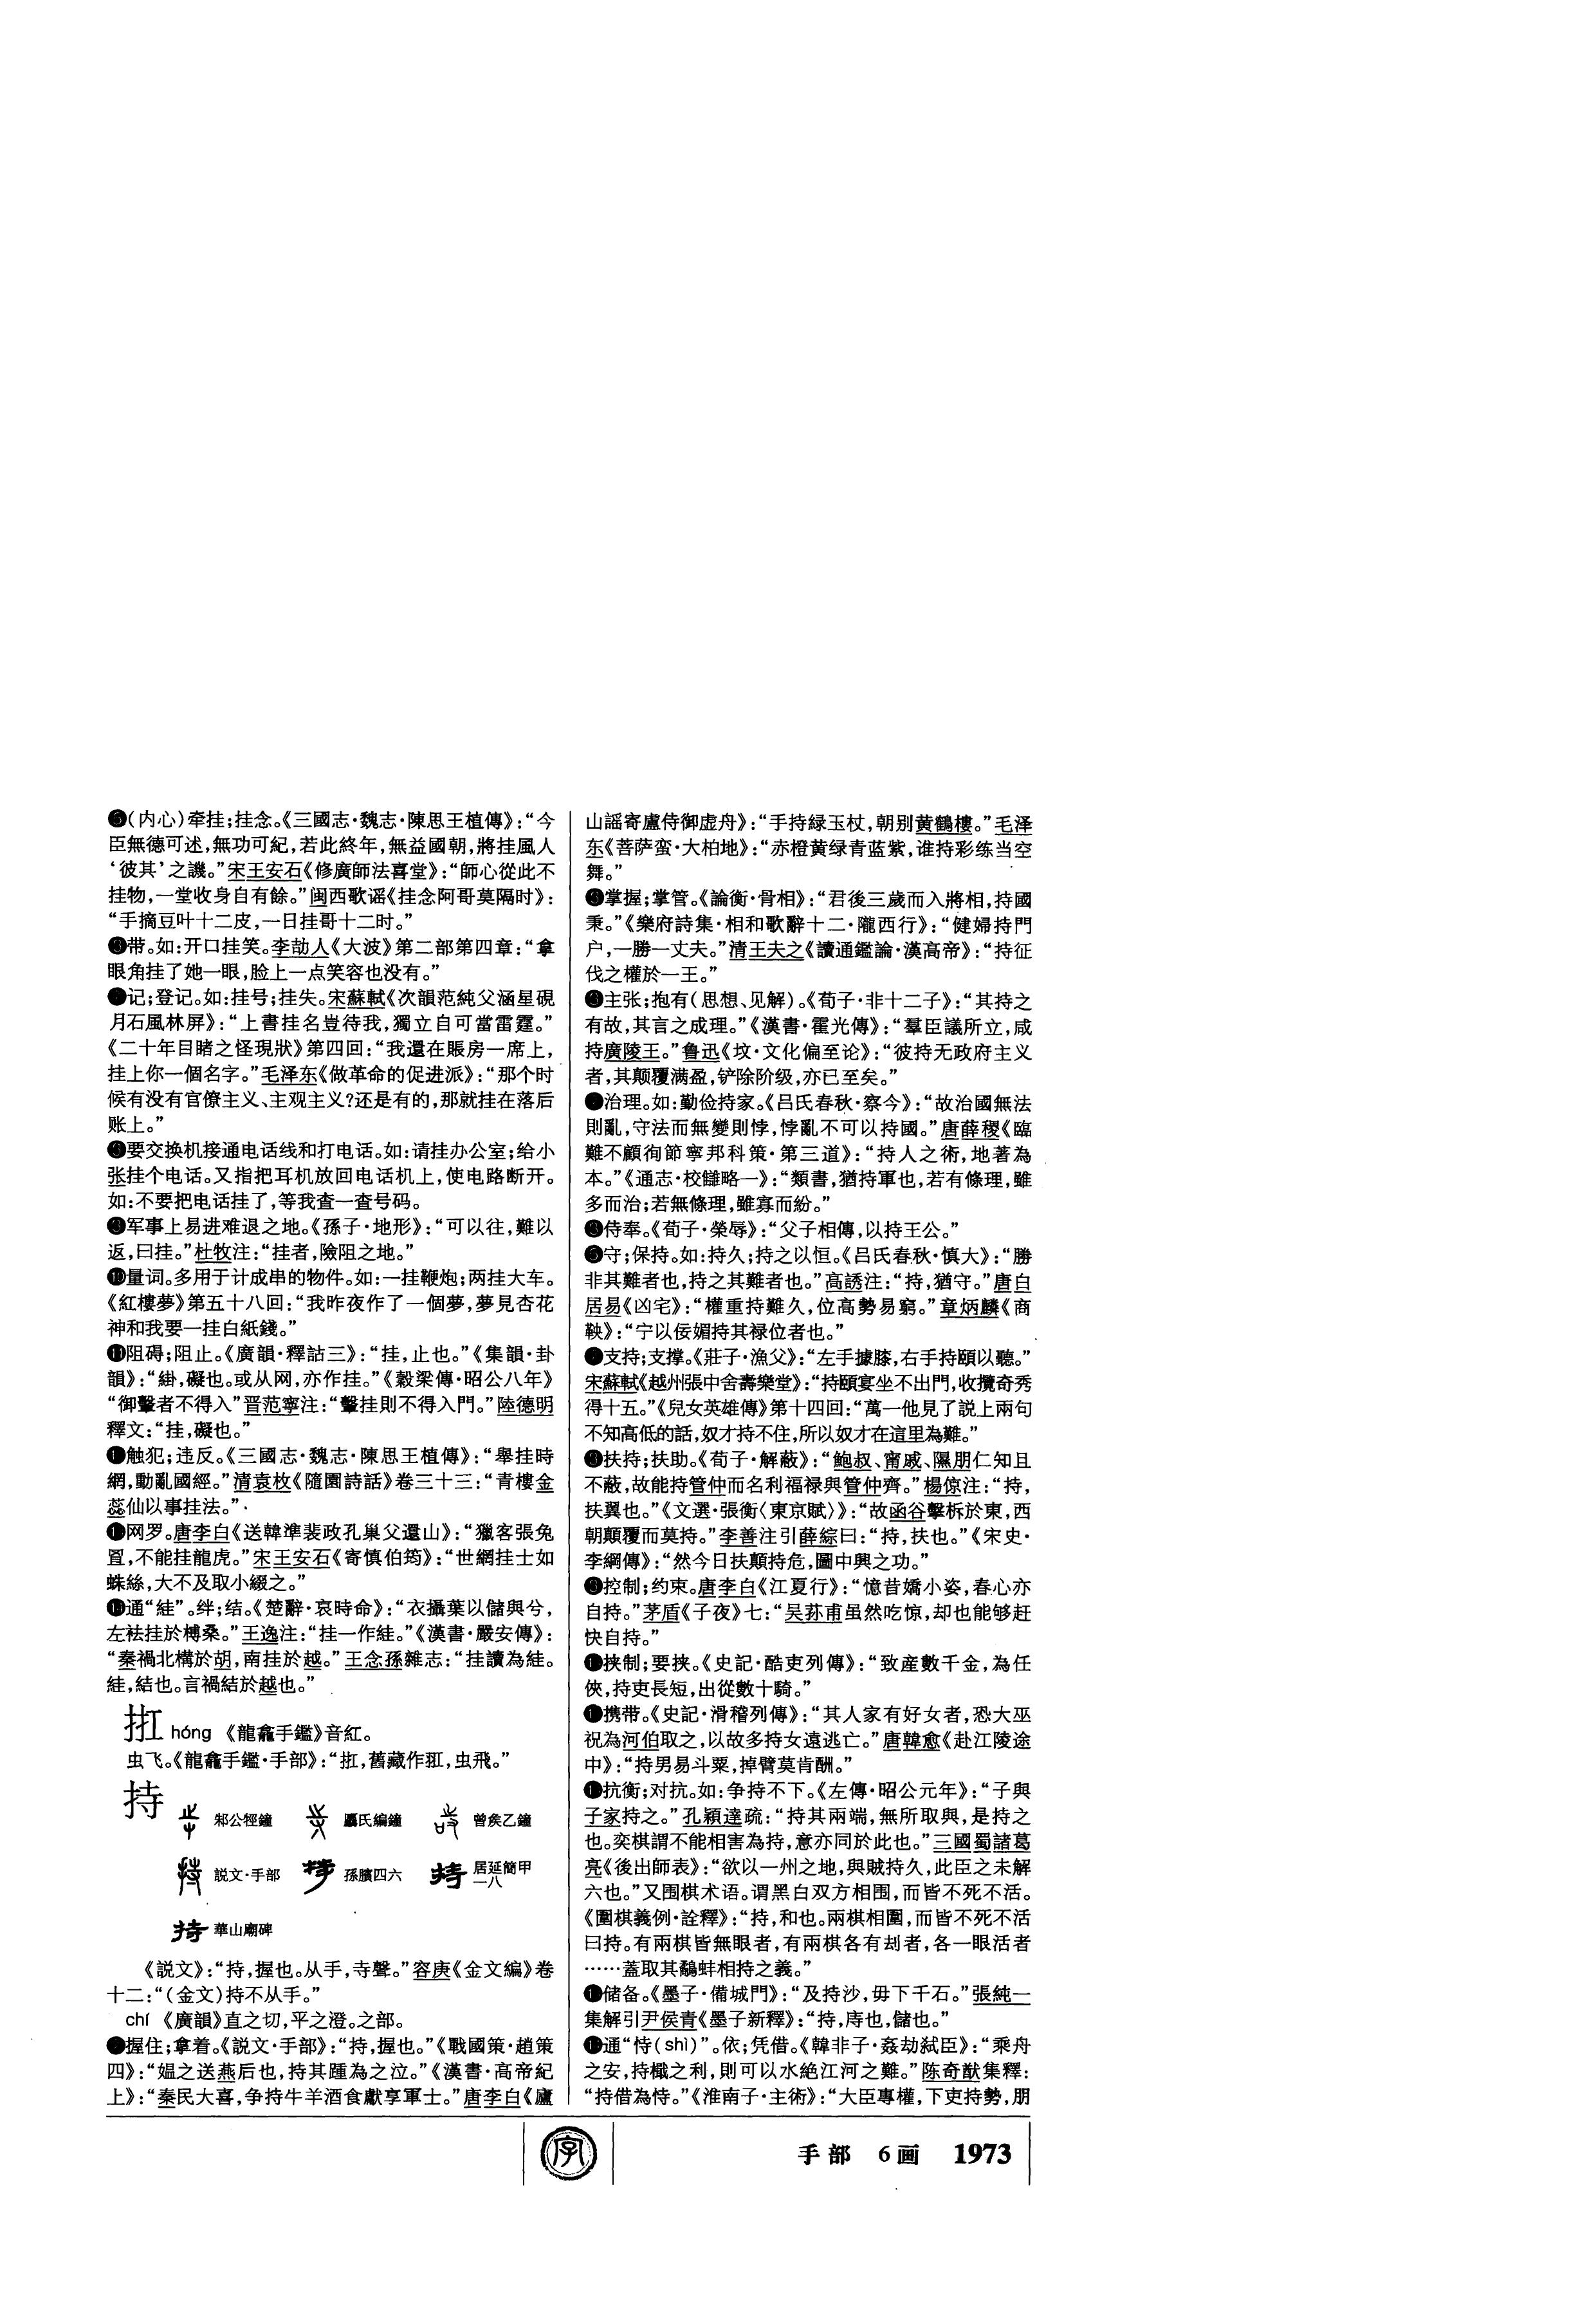 ❺(内心)牵挂;挂念。《三國志·魏志·陳思王植傳》:“今
臣無德可述,無功可紀,若此終年,無益國朝,將挂風人
‘彼其’之譏。”宋王安石《修廣師法喜堂》:“師心從此不
挂物,一堂收身自有餘。”闽西歌谣《挂念阿哥莫隔时》:
“手摘豆叶十二皮,一日挂哥十二时。”
带。如:开口挂笑。李劼人《大波》第二部第四章:“拿
眼角挂了她一眼,脸上一点笑容也没有。”
记;登记。如:挂号;挂失。宋蘇軾《次韻范純父涵星硯
月石風林屏》:“上書挂名豈待我,獨立自可當雷霆。”
《二十年目睹之怪現狀》第四回:“我還在賬房一席上,
挂上你一個名字。”毛泽东《做革命的促进派》:“那个时
候有没有官僚主义、主观主义?还是有的,那就挂在落后
账上。”
要交换机接通电话线和打电话。如:请挂办公室;给小
张挂个电话。又指把耳机放回电话机上,使电路断开。
如:不要把电话挂了,等我查一查号码。
军事上易进难退之地。《孫子·地形》:“可以往,難以
返,曰挂。”杜牧注:“挂者,險阻之地。”
❿量词。多用于计成串的物件。如:一挂鞭炮;两挂大车。
《紅樓夢》第五十八回:“我昨夜作了一個夢,夢見杏花
神和我要一挂白紙錢。”
⓫阻碍;阻止。《廣韻·釋詁三》:“挂,止也。”《集韻·卦
韻》:“絓,礙也。或从网,亦作挂。”《穀梁傳·昭公八年》
“御轚者不得入”晋范寧注:“轚挂則不得入門。”陸德明
釋文:“挂,礙也。”
触犯;违反。《三國志·魏志·陳思王植傳》:“舉挂時
網,動亂國經。”清袁枚《隨園詩話》卷三十三:“青樓金
蕊仙以事挂法。”
网罗。唐李白《送韓準裴政孔巢父還山》:“獵客張兔
罝,不能挂龍虎。”宋王安石《寄慎伯筠》:“世網挂士如
蛛絲,大不及取小綴之。”
通“絓”。绊;结。《楚辭·哀時命》:“衣攝葉以儲與兮,
左袪挂於榑桑。”王逸注:“挂一作絓。”《漢書·嚴安傳》:
“秦禍北構於胡,南挂於越。”王念孫雜志:“挂讀為絓。
絓,結也。言禍結於越也。”
㧬 hóng 《龍龕手鑑》音紅。
虫飞。《龍龕手鑑·手部》:“㧬,舊藏作羾,虫飛。”
持
邾公牼鐘 驫氏編鐘 曾矦乙鐘
説文·手部 孫臏四六 居延簡甲一八
華山廟碑
《説文》:“持,握也。从手,寺聲。”容庚《金文編》卷
十二:“(金文)持不从手。”
chí 《廣韻》直之切,平之澄。之部。
握住;拿着。《説文·手部》:“持,握也。”《戰國策·趙策
四》:“媪之送燕后也,持其踵為之泣。”《漢書·高帝紀
上》:“秦民大喜,争持牛羊酒食獻享軍士。”唐李白《廬
山謡寄盧侍御虚舟》:“手持緑玉杖,朝别黄鶴樓。”毛泽
东《菩萨蛮·大柏地》:“赤橙黄绿青蓝紫,谁持彩练当空
舞。”
掌握;掌管。《論衡·骨相》:“君後三歲而入將相,持國
秉。”《樂府詩集·相和歌辭十二·隴西行》:“健婦持門
户,一勝一丈夫。”清王夫之《讀通鑑論·漢高帝》:“持征
伐之權於一王。”
主张;抱有(思想、见解)。《荀子·非十二子》:“其持之
有故,其言之成理。”《漢書·霍光傳》:“羣臣議所立,咸
持廣陵王。”鲁迅《坟·文化偏至论》:“彼持无政府主义
者,其颠覆满盈,铲除阶级,亦已至矣。”
治理。如:勤俭持家。《吕氏春秋·察今》:“故治國無法
則亂,守法而無變則悖,悖亂不可以持國。”唐薛稷《臨
難不顧徇節寧邦科策·第三道》:“持人之術,地著為
本。”《通志·校讎略一》:“類書,猶持軍也,若有條理,雖
多而治;若無條理,雖寡而紛。”
侍奉。《荀子·榮辱》:“父子相傳,以持王公。”
守;保持。如:持久;持之以恒。《吕氏春秋·慎大》:“勝
非其難者也,持之其難者也。”高誘注:“持,猶守。”唐白
居易《凶宅》:“權重持難久,位高勢易窮。”章炳麟《商
鞅》:“宁以佞媚持其禄位者也。”
支持;支撑。《莊子·漁父》:“左手據膝,右手持頤以聽。”
宋蘇軾《越州張中舍壽樂堂》:“持頤宴坐不出門,收攬奇秀
得十五。”《兒女英雄傳》第十四回:“萬一他見了説上兩句
不知高低的話,奴才持不住,所以奴才在這里為難。”
扶持;扶助。《荀子·解蔽》:“鮑叔、甯戚、隰朋仁知且
不蔽,故能持管仲而名利福禄與管仲齊。”楊倞注:“持,
扶翼也。”《文選·張衡〈東京賦〉》:“故函谷擊柝於東,西
朝顛覆而莫持。”李善注引薛綜曰:“持,扶也。”《宋史·
李綱傳》:“然今日扶顛持危,圖中興之功。”
控制;约束。唐李白《江夏行》:“憶昔嬌小姿,春心亦
自持。”茅盾《子夜》七:“吴荪甫虽然吃惊,却也能够赶
快自持。”
挟制;要挟。《史記·酷吏列傳》:“致産數千金,為任
俠,持吏長短,出從數十騎。”
携带。《史記·滑稽列傳》:“其人家有好女者,恐大巫
祝為河伯取之,以故多持女遠逃亡。”唐韓愈《赴江陵途
中》:“持男易斗粟,掉臂莫肯酬。”
抗衡;对抗。如:争持不下。《左傳·昭公元年》:“子與
子家持之。”孔穎達疏:“持其兩端,無所取與,是持之
也。奕棋謂不能相害為持,意亦同於此也。”三國蜀諸葛
亮《後出師表》:“欲以一州之地,與賊持久,此臣之未解
六也。”又围棋术语。谓黑白双方相围,而皆不死不活。
《圍棋義例·詮釋》:“持,和也。兩棋相圍,而皆不死不活
曰持。有兩棋皆無眼者,有兩棋各有刦者,各一眼活者
……蓋取其鷸蚌相持之義。”
储备。《墨子·備城門》:“及持沙,毋下千石。”張純一
集解引尹侯青《墨子新釋》:“持,庤也,儲也。”
通“恃(shì)”。依;凭借。《韓非子·姦劫弑臣》:“乘舟
之安,持檝之利,則可以水絶江河之難。”陈奇猷集釋:
“持借為恃。”《淮南子·主術》:“大臣專權,下吏持勢,朋
字
手部 6画 1973